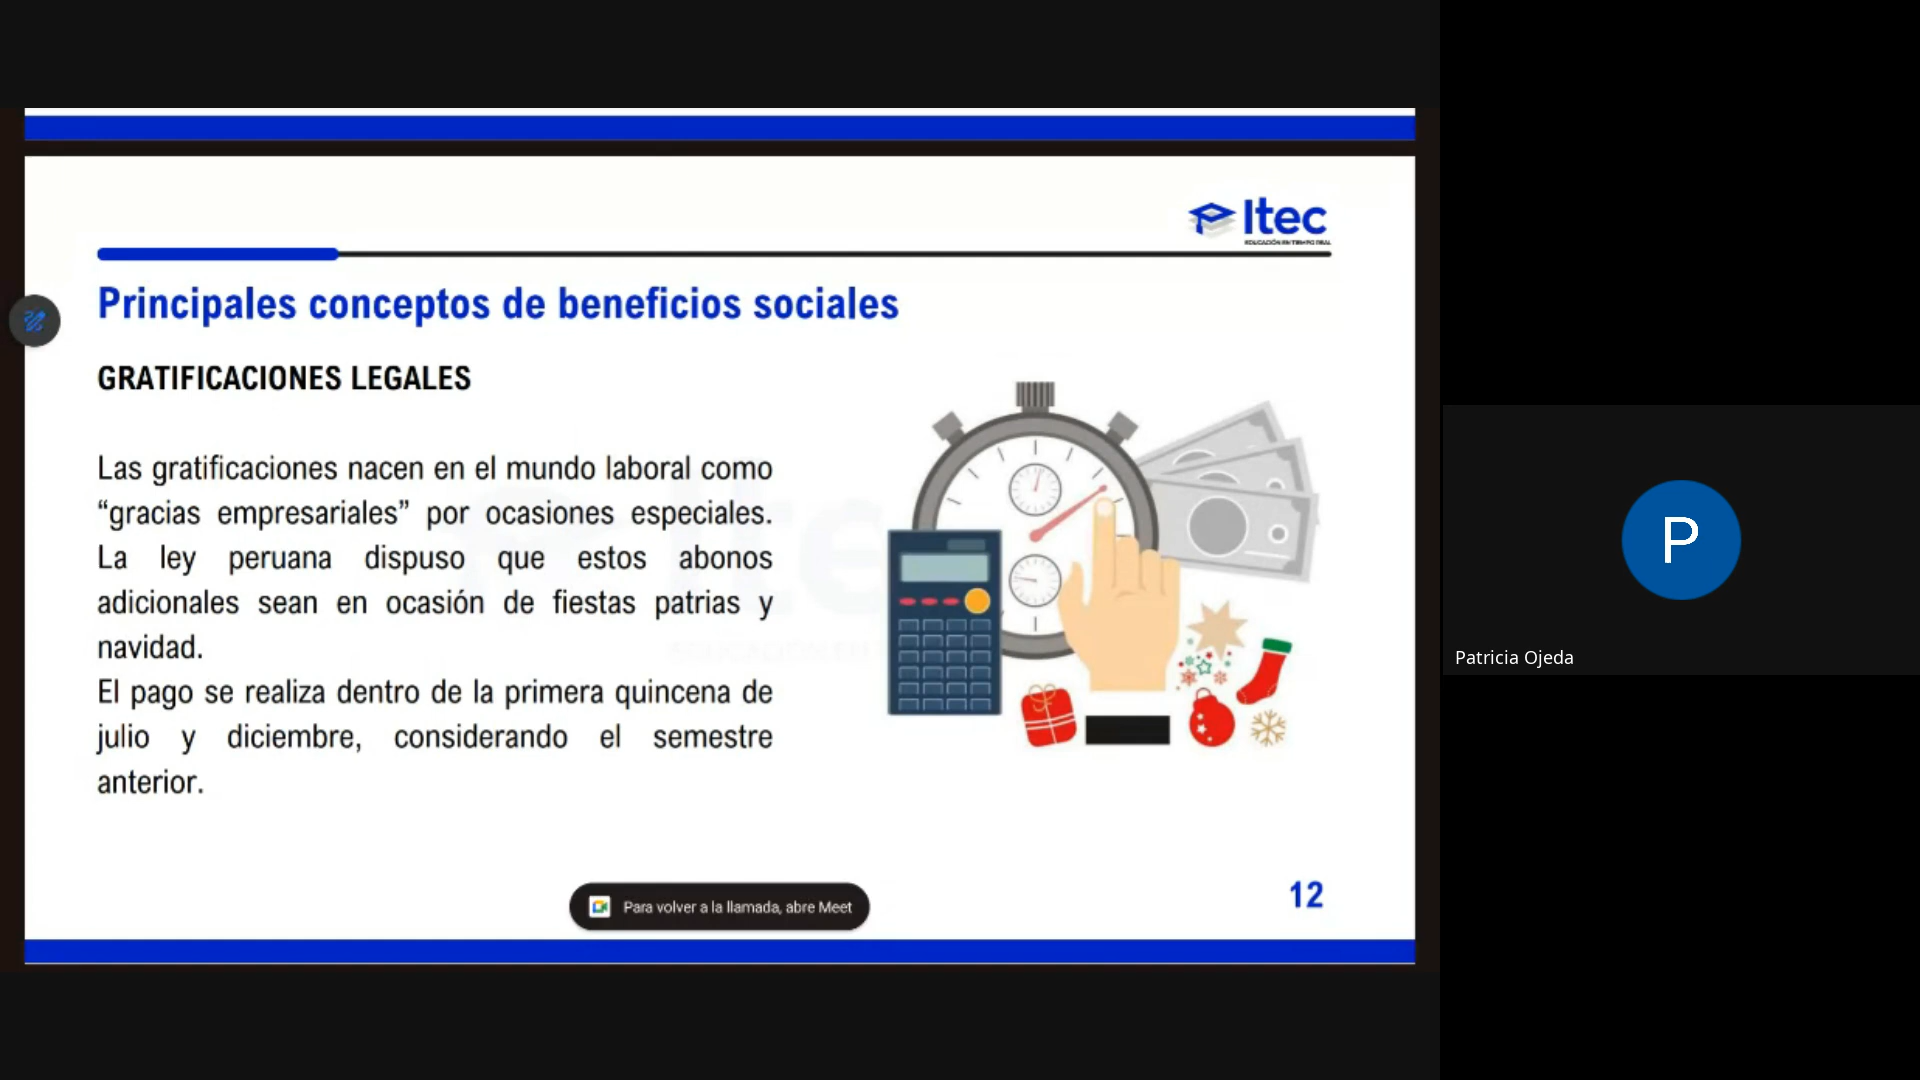 Itec
EDUCACIÓN EN TIEMPO REAL
Principales conceptos de beneficios sociales
GRATIFICACIONES LEGALES
Las gratificaciones nacen en el mundo laboral como
“gracias empresariales” por ocasiones especiales.
La ley peruana dispuso que estos abonos
adicionales sean en ocasión de fiestas patrias y
navidad.
El pago se realiza dentro de la primera quincena de
julio y diciembre, considerando el semestre
anterior.
Para volver a la llamada, abre Meet
12
P
Patricia Ojeda